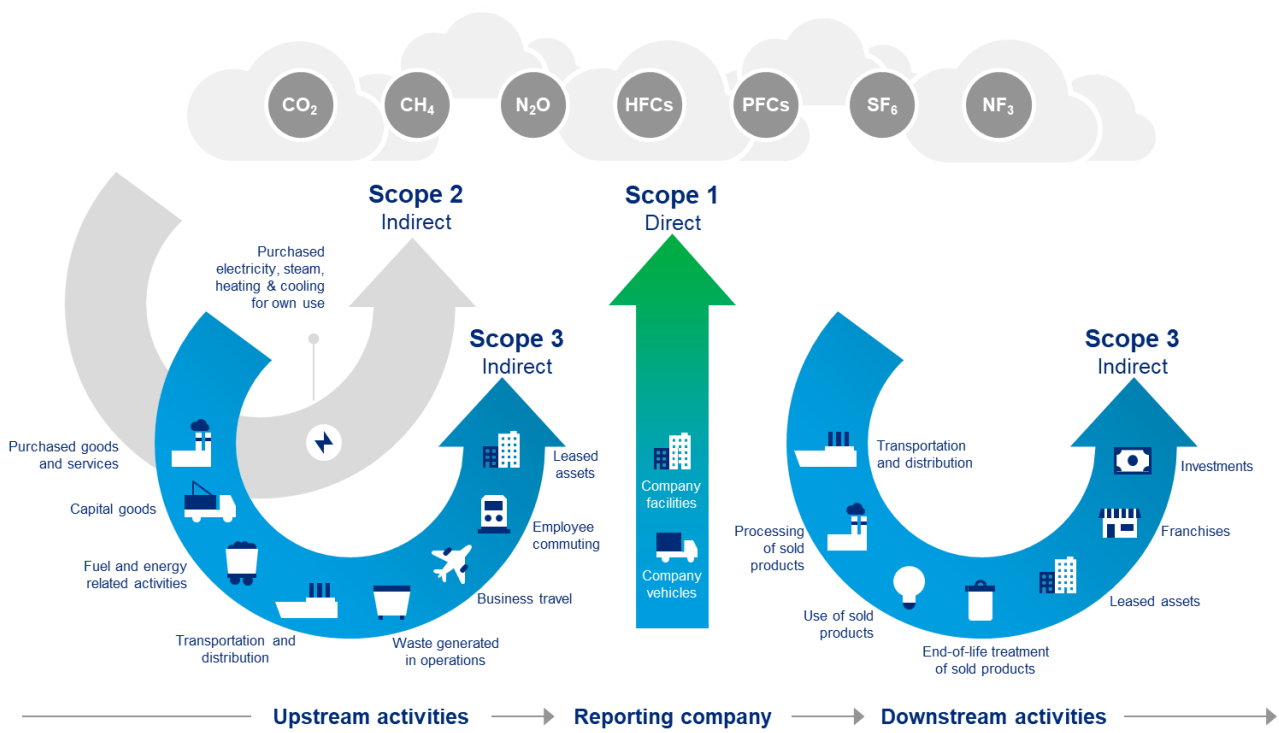 CO₂
CH₄
N₂O
HFCs
PFCs
SF₆
NF₃
Scope 2
Indirect
Purchased
electricity, steam,
heating & cooling
for own use
Scope 3
Indirect
Purchased goods
and services
Capital goods
Fuel and energy
related activities
Transportation and
distribution
Waste generated
in operations
Business travel
Employee
commuting
Leased
assets
Scope 1
Direct
Company
facilities
Company
vehicles
Scope 3
Indirect
Transportation
and distribution
Processing
of sold
products
Use of sold
products
End-of-life treatment
of sold products
Leased assets
Franchises
Investments
Upstream activities
Reporting company
Downstream activities